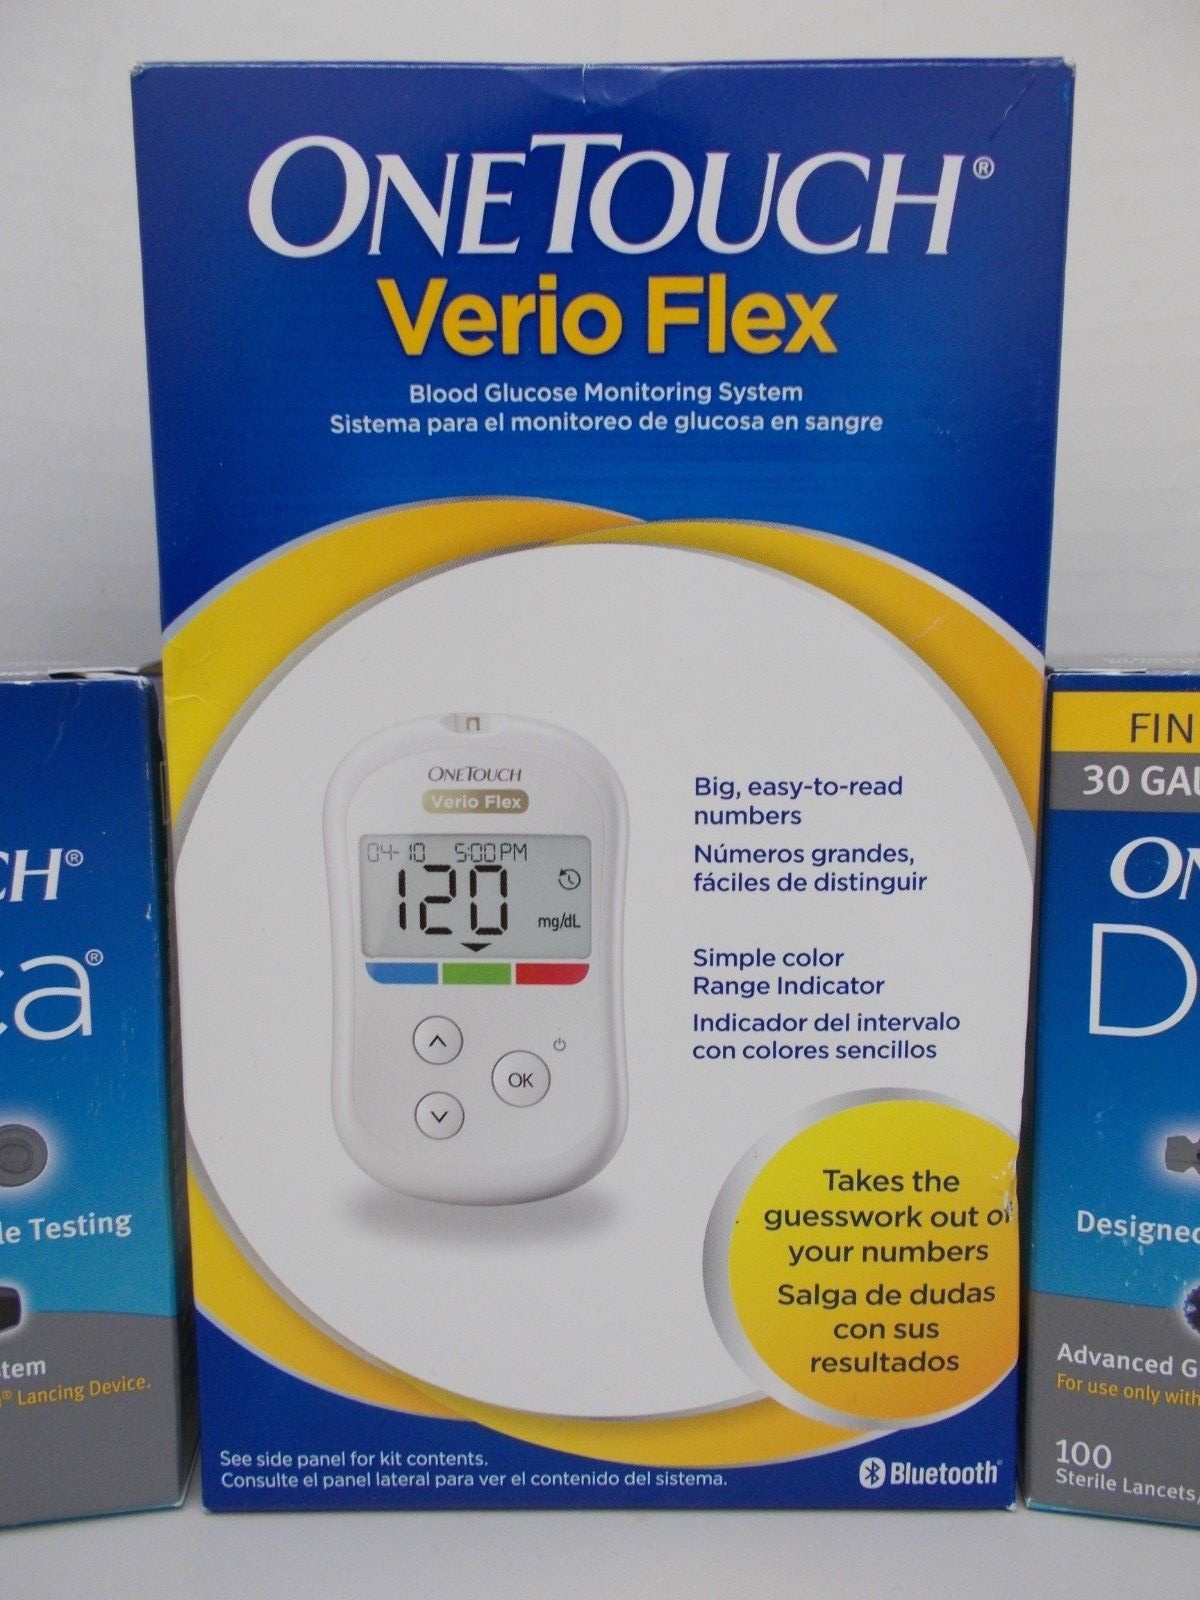 ONETOUCH®
Verio Flex
Blood Glucose Monitoring System
Sistema para el monitoreo de glucosa en sangre
ONETOUCH
Verio Flex
04-10 5:00PM
120
mg/dL
OK
Big, easy-to-read
numbers
Números grandes,
fáciles de distinguir
Simple color
Range Indicator
Indicador del intervalo
con colores sencillos
Takes the
guesswork out of
your numbers
Salga de dudas
con sus
resultados
See side panel for kit contents.
Consulte el panel lateral para ver el contenido del sistema.
Bluetooth®
CH®
ca®
le Testing
stem
® Lancing Device.
FIN
30 GAU
ON
D
Designed
Advanced G
For use only with
100
Sterile Lancets/